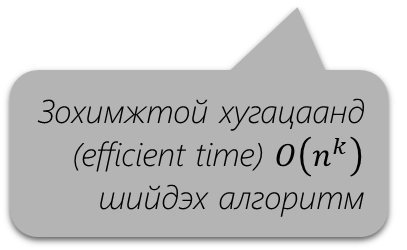 Зохимжтой хугацаанд
(efficient time) O(n^k)
шийдэх алгоритм